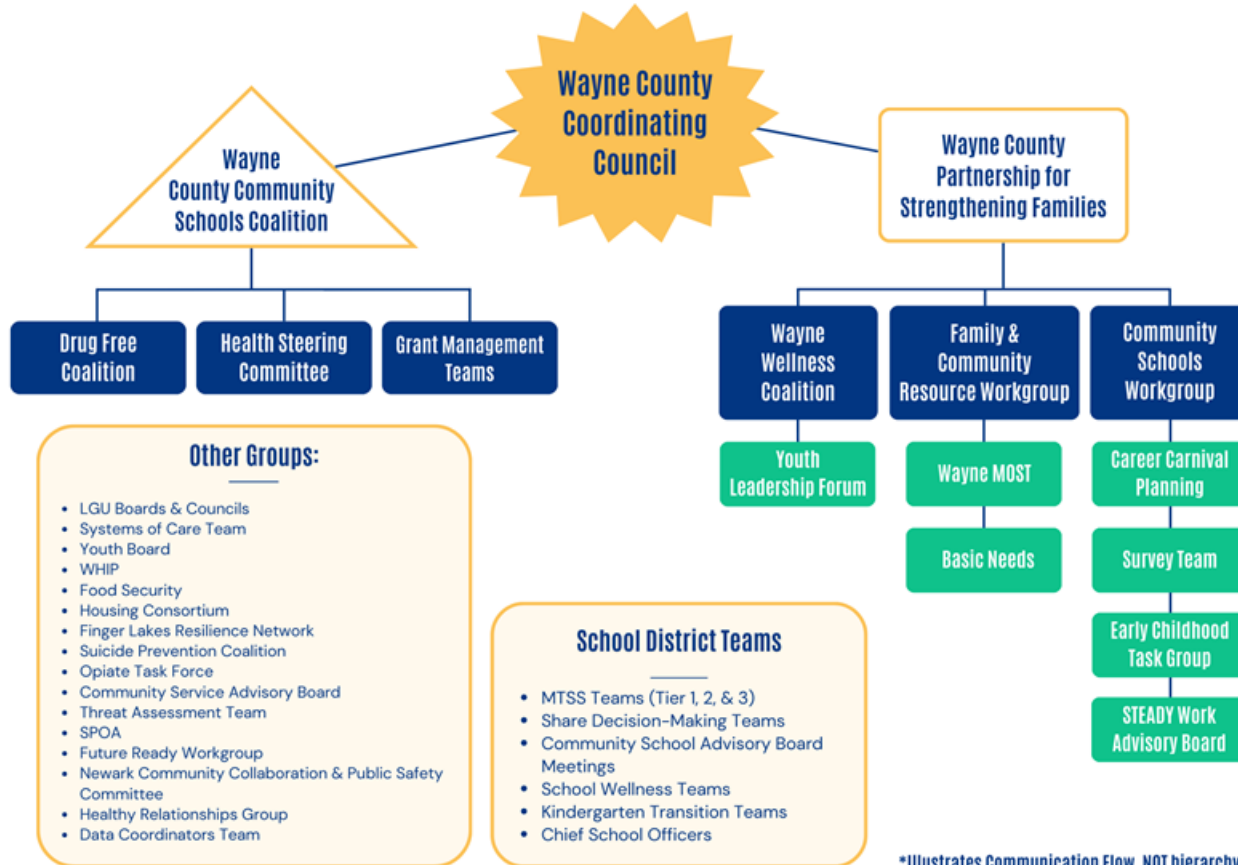 Wayne County
Coordinating
Council
Wayne
County Community
Schools Coalition
Wayne County
Partnership for
Strengthening Families
Drug Free
Coalition
Health Steering
Committee
Grant Management
Teams
Wayne
Wellness
Coalition
Family &
Community
Resource Workgroup
Community
Schools
Workgroup
Youth
Leadership Forum
Wayne MOST
Basic Needs
Career Carnival
Planning
Survey Team
Early Childhood
Task Group
STEADY Work
Advisory Board
Other Groups:
• LGU Boards & Councils
• Systems of Care Team
• Youth Board
• WHIP
• Food Security
• Housing Consortium
• Finger Lakes Resilience Network
• Suicide Prevention Coalition
• Opiate Task Force
• Community Service Advisory Board
• Threat Assessment Team
• SPOA
• Future Ready Workgroup
• Newark Community Collaboration & Public Safety
Committee
• Healthy Relationships Group
• Data Coordinators Team
School District Teams
• MTSS Teams (Tier 1, 2, & 3)
• Share Decision-Making Teams
• Community School Advisory Board
Meetings
• School Wellness Teams
• Kindergarten Transition Teams
• Chief School Officers
*Illustrates Communication Flow, NOT hierarchy